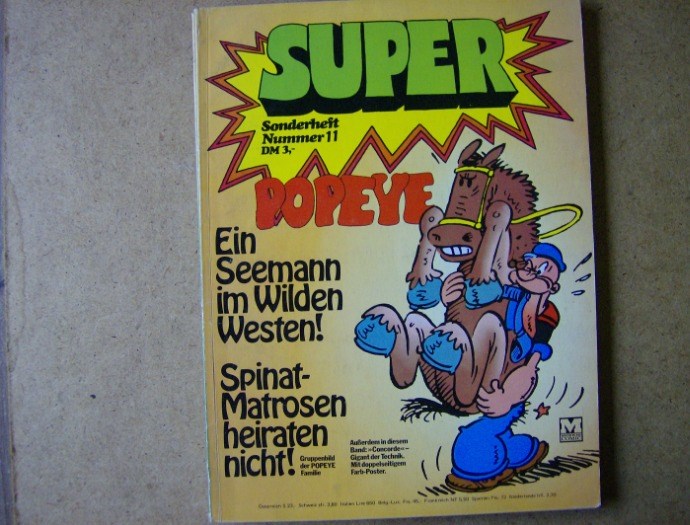 SUPER
Sonderheft
Nummer 11
DM 3,-
POPEYE
Ein
Seemann
im Wilden
Westen!
Spinat-
Matrosen
heiraten
nicht!
Gruppenbild
der POPEYE
Familie
Außerdem in diesem
Band: »Concorde« –
Gigant der Technik.
Mit doppelseitigem
Farb-Poster.
M